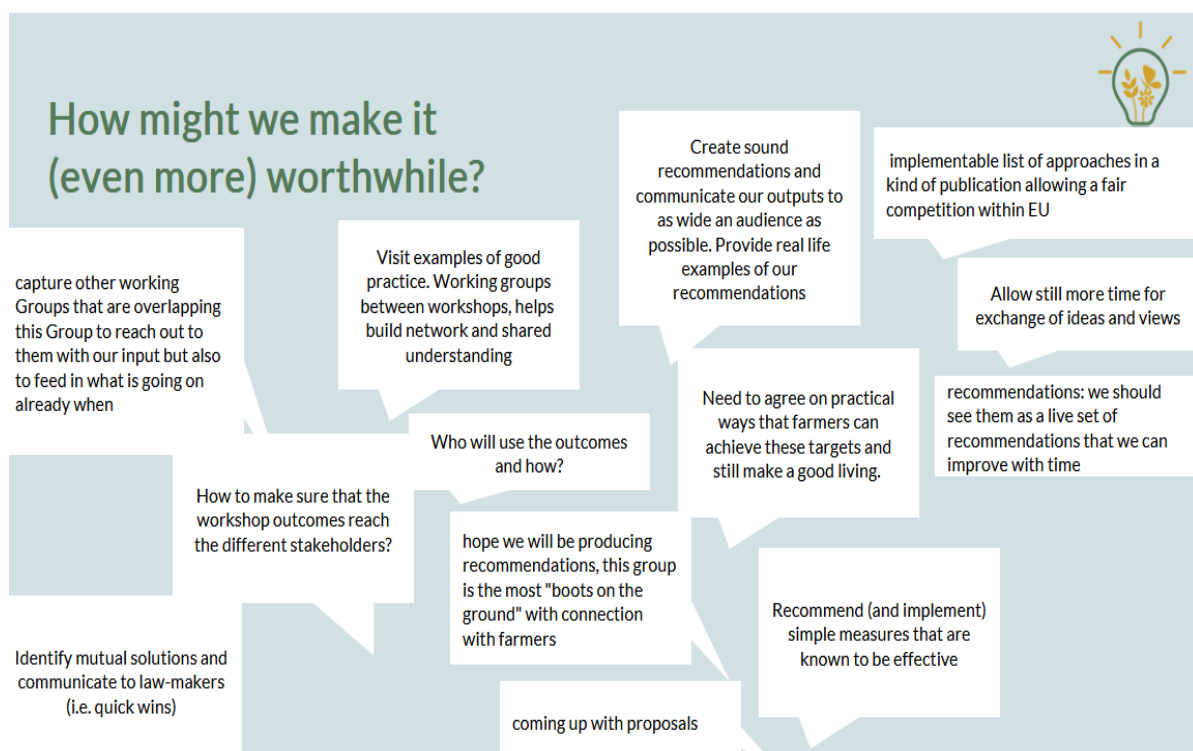 How might we make it
(even more) worthwhile?
capture other working
Groups that are overlapping
this Group to reach out to
them with our input but also
to feed in what is going on
already when
Visit examples of good
practice. Working groups
between workshops, helps
build network and shared
understanding
Create sound
recommendations and
communicate our outputs to
as wide an audience as
possible. Provide real life
examples of our
recommendations
implementable list of approaches in a
kind of publication allowing a fair
competition within EU
Allow still more time for
exchange of ideas and views
Who will use the outcomes
and how?
Need to agree on practical
ways that farmers can
achieve these targets and
still make a good living.
recommendations: we should
see them as a live set of
recommendations that we can
improve with time
How to make sure that the
workshop outcomes reach
the different stakeholders?
hope we will be producing
recommendations, this group
is the most "boots on the
ground" with connection
with farmers
Recommend (and implement)
simple measures that are
known to be effective
Identify mutual solutions and
communicate to law-makers
(i.e. quick wins)
coming up with proposals